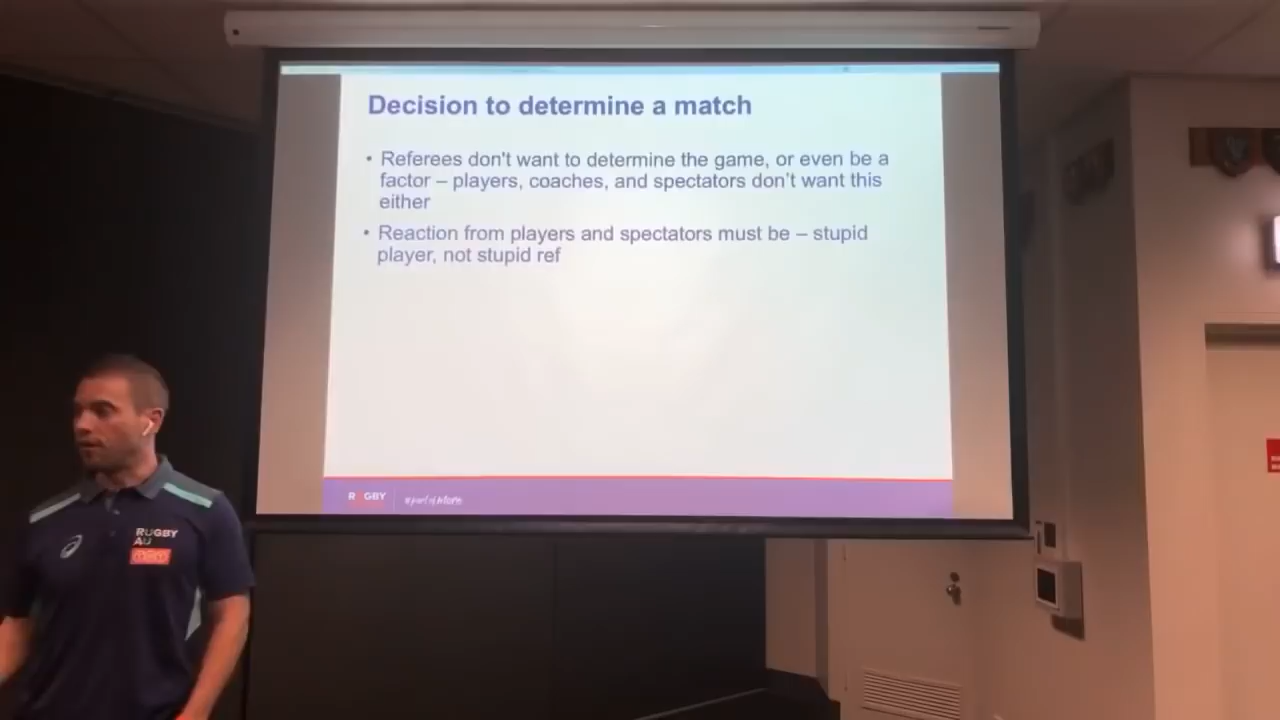 Decision to determine a match
• Referees don't want to determine the game, or even be a
factor – players, coaches, and spectators don’t want this
either
• Reaction from players and spectators must be – stupid
player, not stupid ref
RUGBY
#partofMore
RUGBY
AU